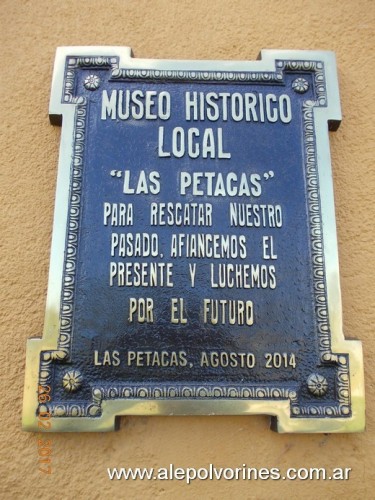 MUSEO HISTORICO
LOCAL
"LAS PETACAS"
PARA RESCATAR NUESTRO
PASADO, AFIANCEMOS EL
PRESENTE Y LUCHEMOS
POR EL FUTURO
LAS PETACAS, AGOSTO 2014
www.alepolvorines.com.ar